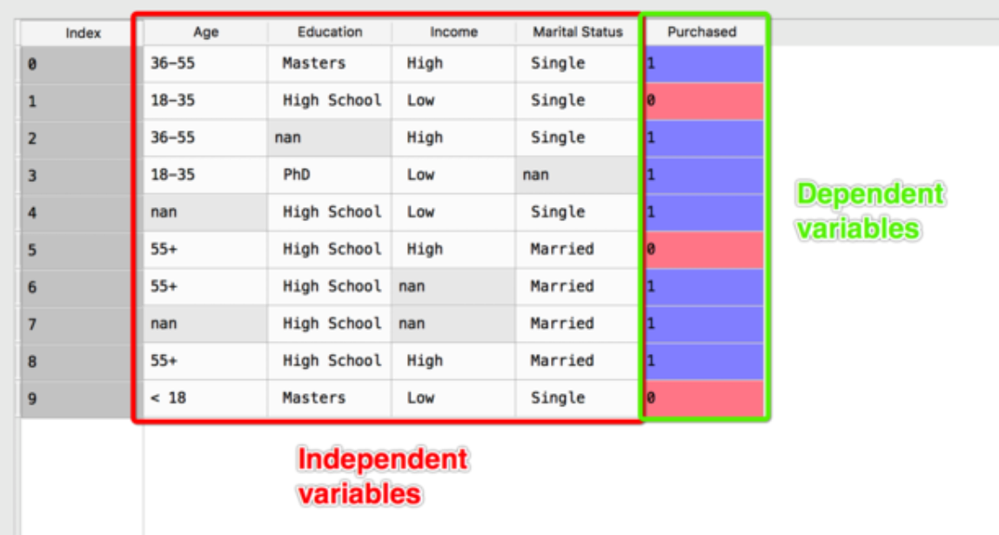 Index Age Education Income Marital Status Purchased
0 36-55 Masters High Single 1
1 18-35 High School Low Single 0
2 36-55 nan High Single 1
3 18-35 PhD Low nan 1
4 nan High School Low Single 1
5 55+ High School High Married 0
6 55+ High School nan Married 1
7 nan High School nan Married 1
8 55+ High School High Married 1
9 < 18 Masters Low Single 0
Dependent
variables
Independent
variables